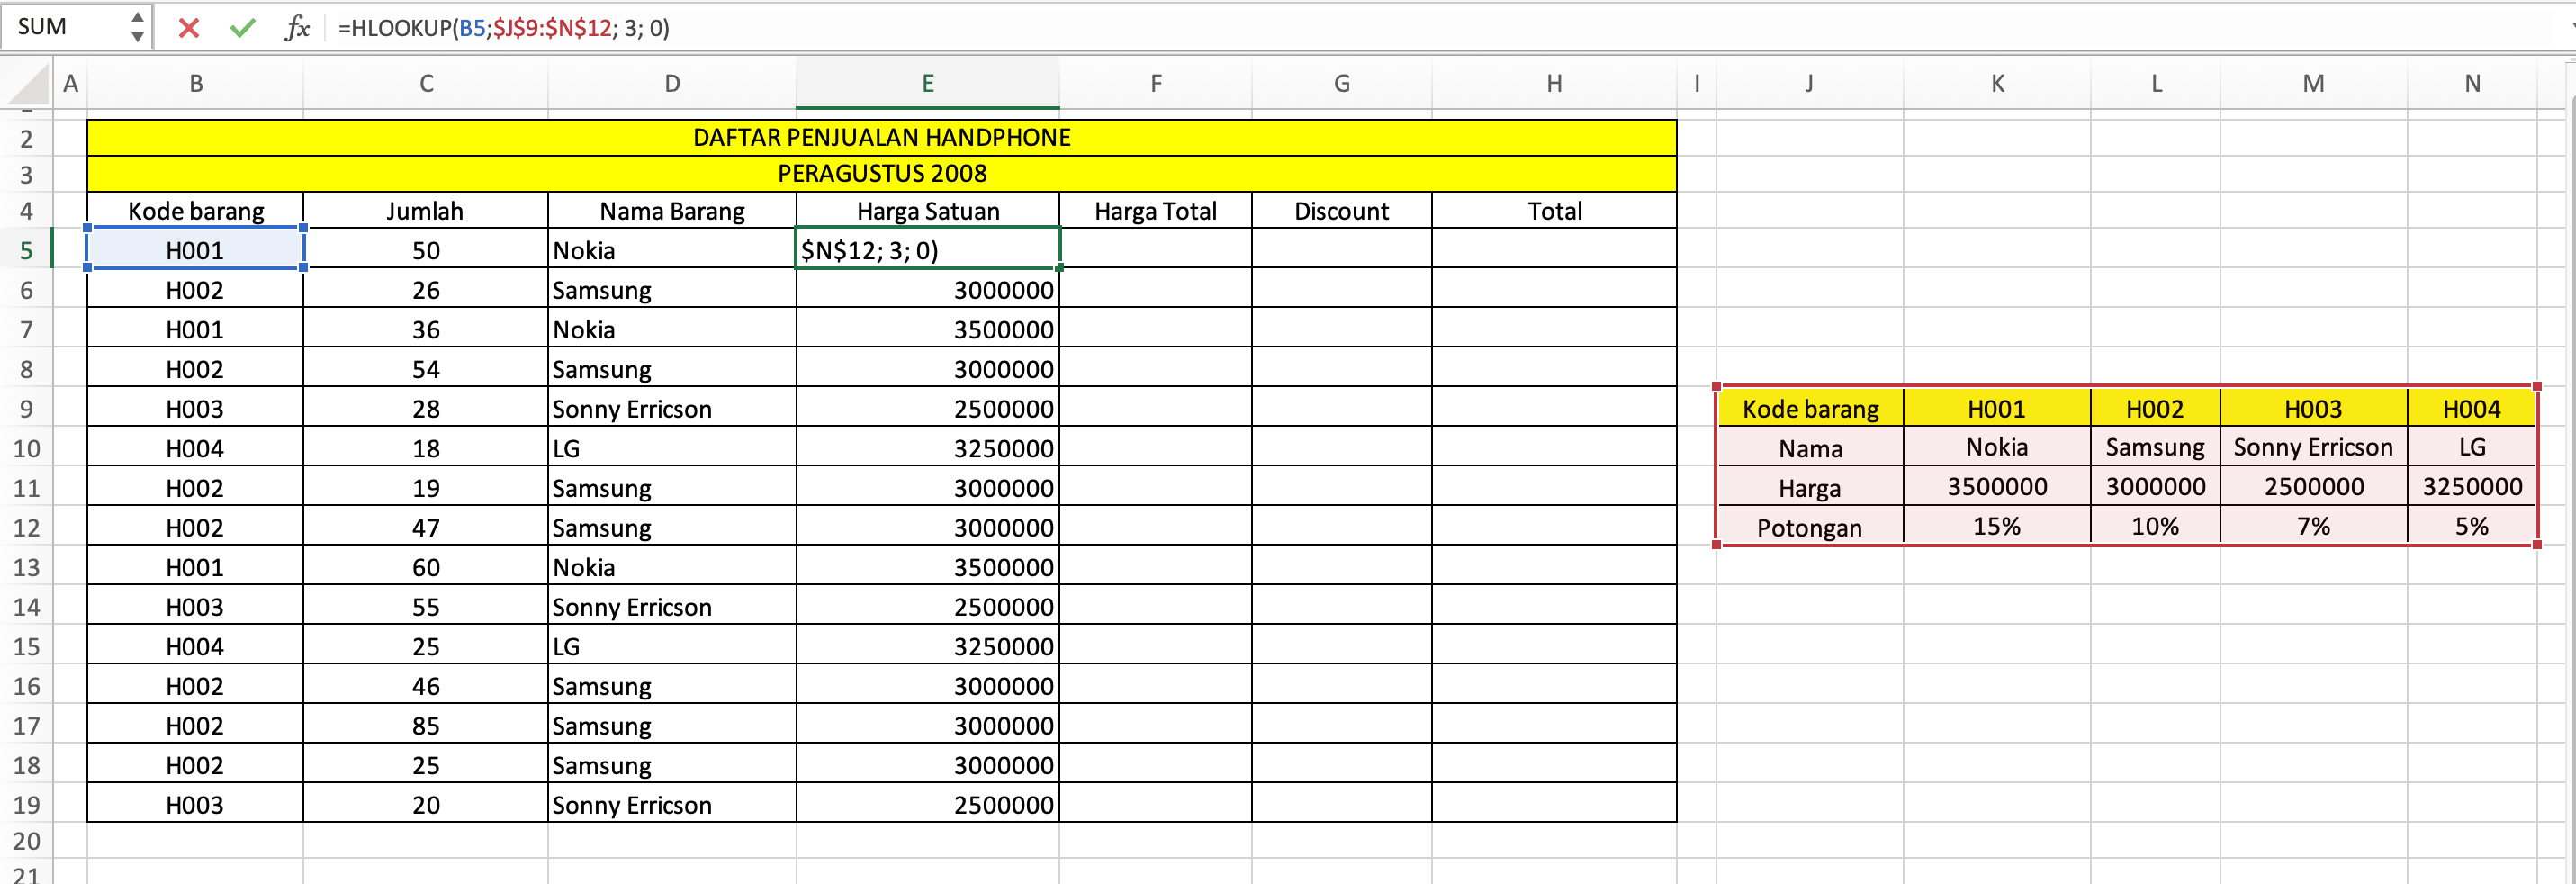 SUM fx =HLOOKUP(B5;$J$9:$N$12; 3; 0)
A B C D E F G H I J K L M N
2 DAFTAR PENJUALAN HANDPHONE
3 PERAGUSTUS 2008
4 Kode barang Jumlah Nama Barang Harga Satuan Harga Total Discount Total
5 H001 50 Nokia $N$12; 3; 0)
6 H002 26 Samsung 3000000
7 H001 36 Nokia 3500000
8 H002 54 Samsung 3000000
9 H003 28 Sonny Erricson 2500000 Kode barang H001 H002 H003 H004
10 H004 18 LG 3250000 Nama Nokia Samsung Sonny Erricson LG
11 H002 19 Samsung 3000000 Harga 3500000 3000000 2500000 3250000
12 H002 47 Samsung 3000000 Potongan 15% 10% 7% 5%
13 H001 60 Nokia 3500000
14 H003 55 Sonny Erricson 2500000
15 H004 25 LG 3250000
16 H002 46 Samsung 3000000
17 H002 85 Samsung 3000000
18 H002 25 Samsung 3000000
19 H003 20 Sonny Erricson 2500000
20
21